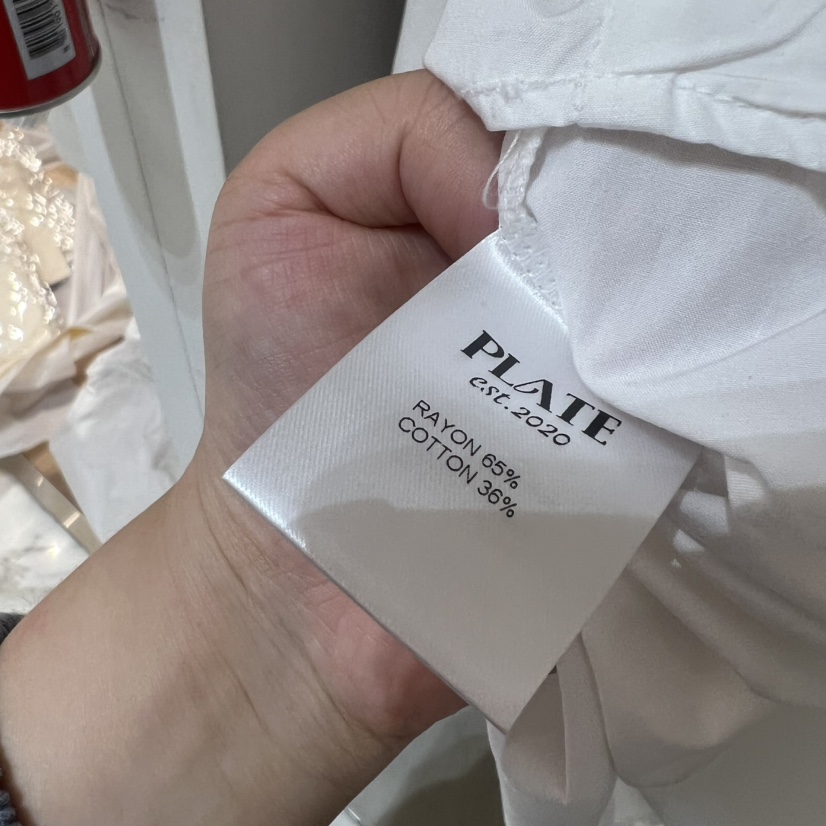 PLATE
est. 2020
RAYON 65%
COTTON 36%